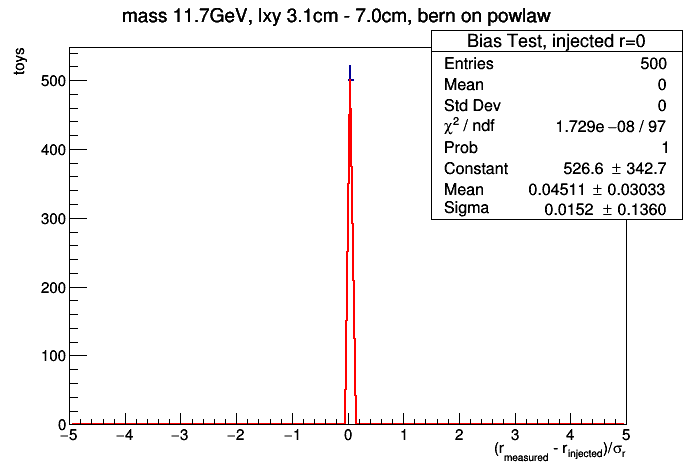 mass 11.7GeV, lxy 3.1cm - 7.0cm, bern on powlaw
Bias Test, injected r=0
Entries 500
Mean 0
Std Dev 0
χ² / ndf 1.729e−08 / 97
Prob 1
Constant 526.6 ± 342.7
Mean 0.04511 ± 0.03033
Sigma 0.0152 ± 0.1360
toys
500
400
300
200
100
0
−5 −4 −3 −2 −1 0 1 2 3 4 5
(r_measured - r_injected)/σ_r